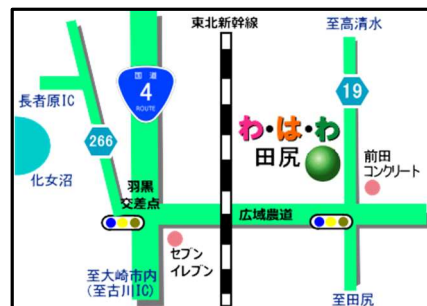 東北新幹線
至高清水
国道
4
ROUTE
19
長者原IC
266
わ・は・わ
田尻
前田
コンクリート
化女沼
羽黒
交差点
広域農道
セブン
イレブン
至大崎市内
(至古川IC)
至田尻